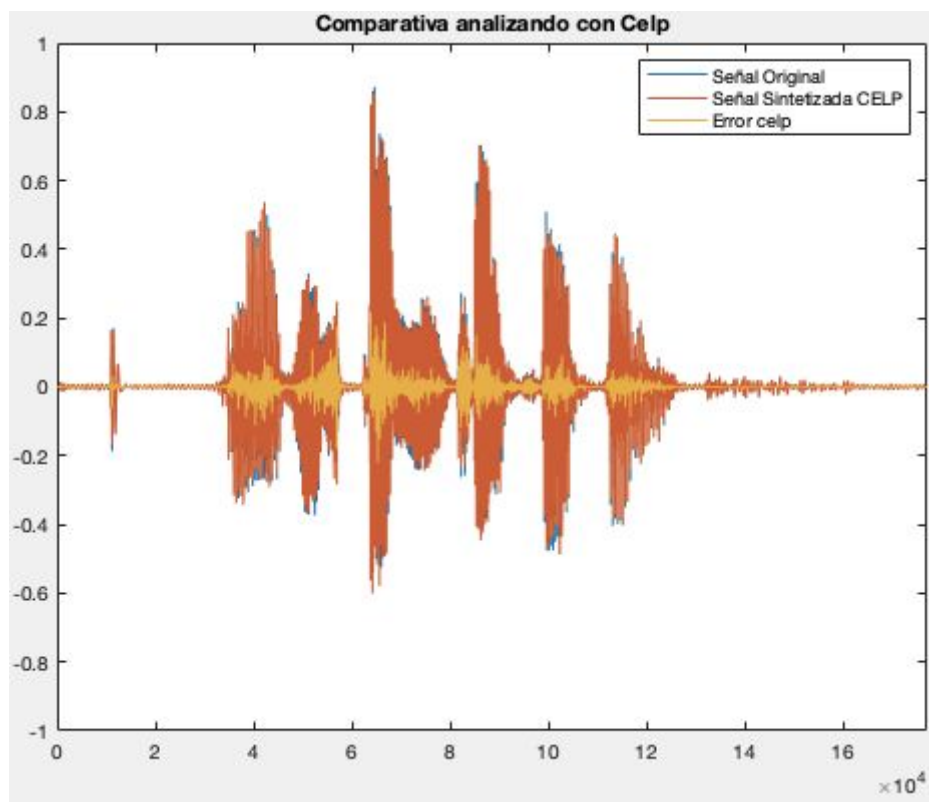 Comparativa analizando con Celp
Señal Original
Señal Sintetizada CELP
Error celp
1
0.8
0.6
0.4
0.2
0
-0.2
-0.4
-0.6
-0.8
-1
0 2 4 6 8 10 12 14 16
×10⁴